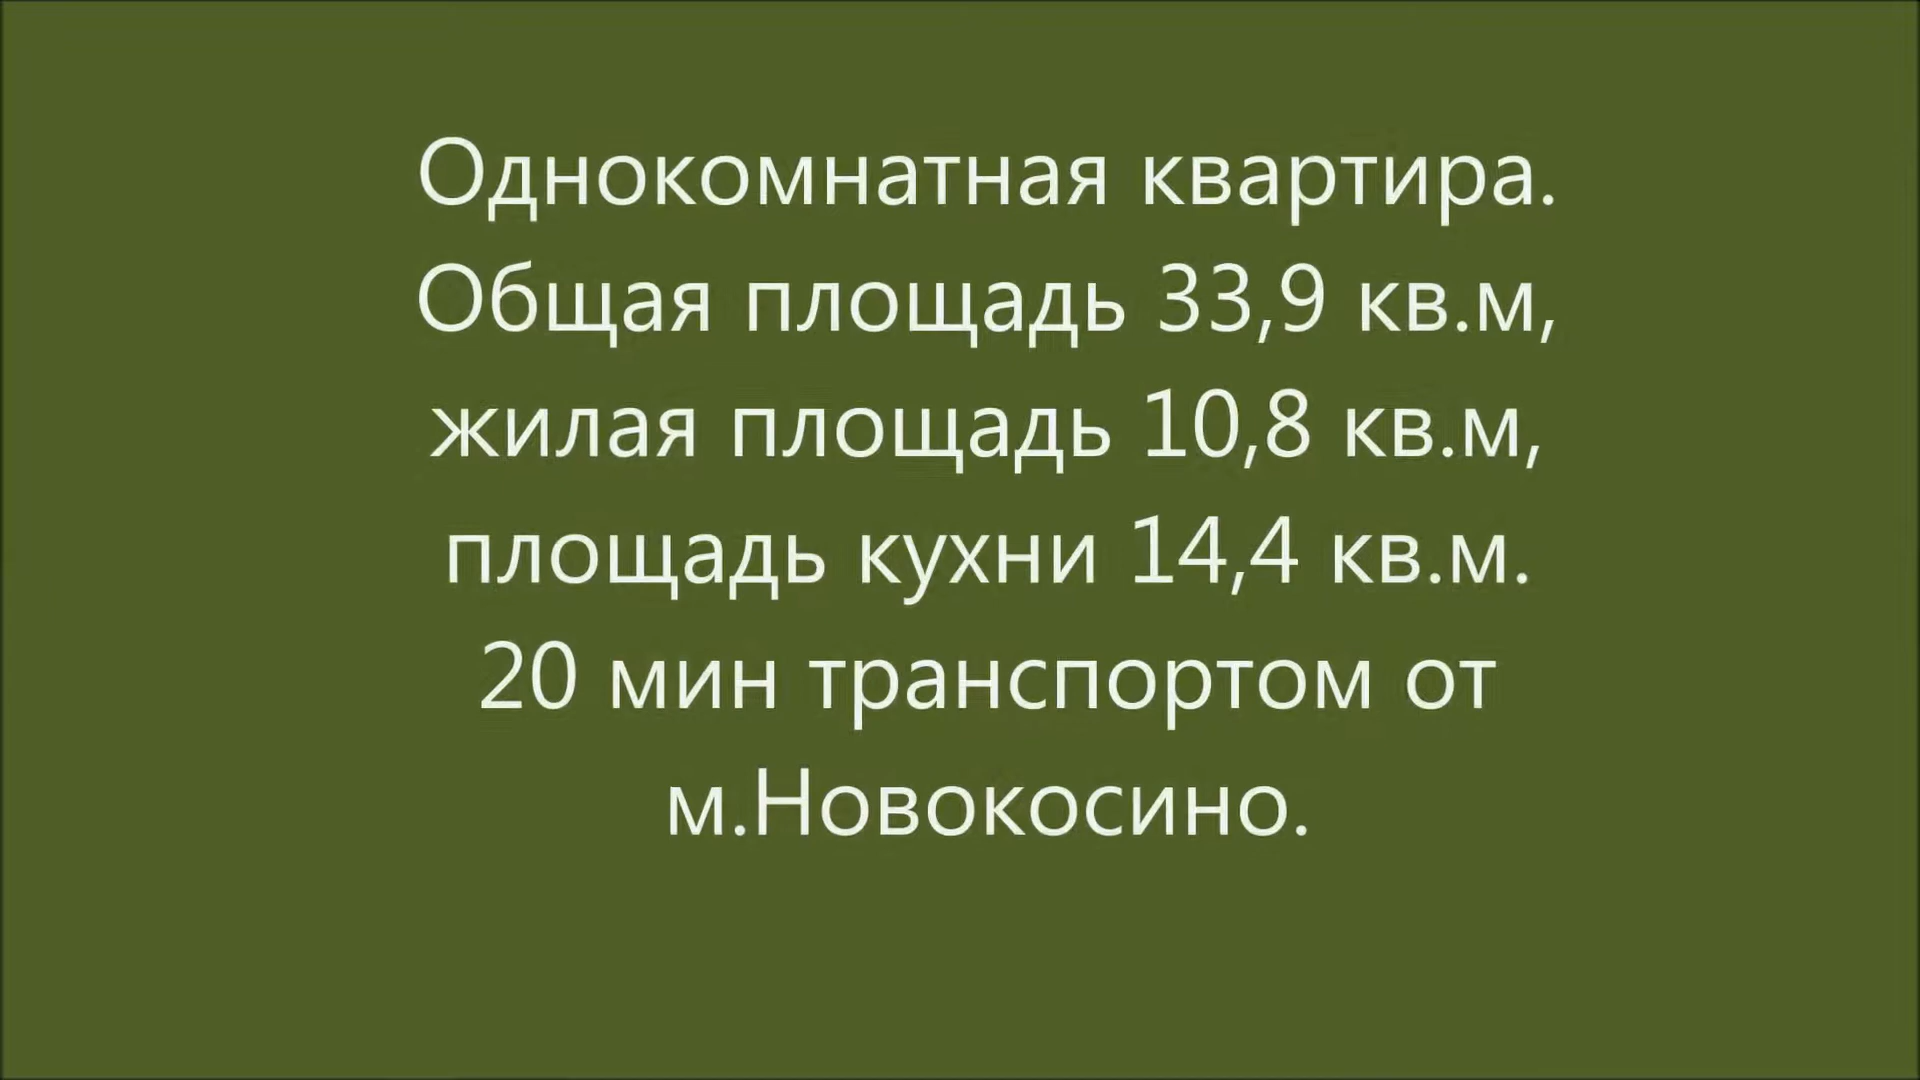 Однокомнатная квартира.
Общая площадь 33,9 кв.м,
жилая площадь 10,8 кв.м,
площадь кухни 14,4 кв.м.
20 мин транспортом от
м.Новокосино.